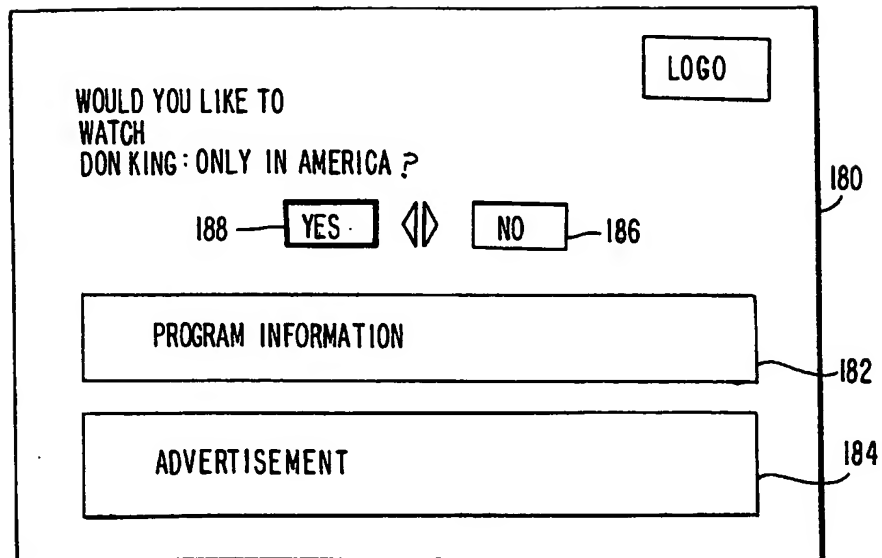 LOGO
WOULD YOU LIKE TO
WATCH
DON KING: ONLY IN AMERICA ?
180
188 YES NO 186
PROGRAM INFORMATION
182
ADVERTISEMENT
184